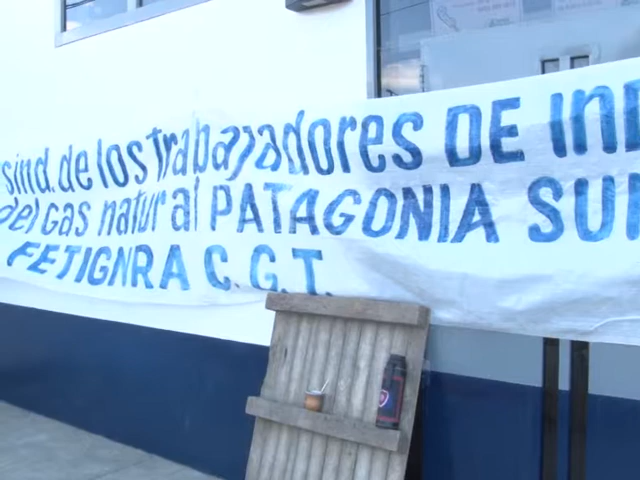 sind. de los trabajadores DE IND
del gas natural PATAGONIA SUR
FETIGNRA C.G.T.